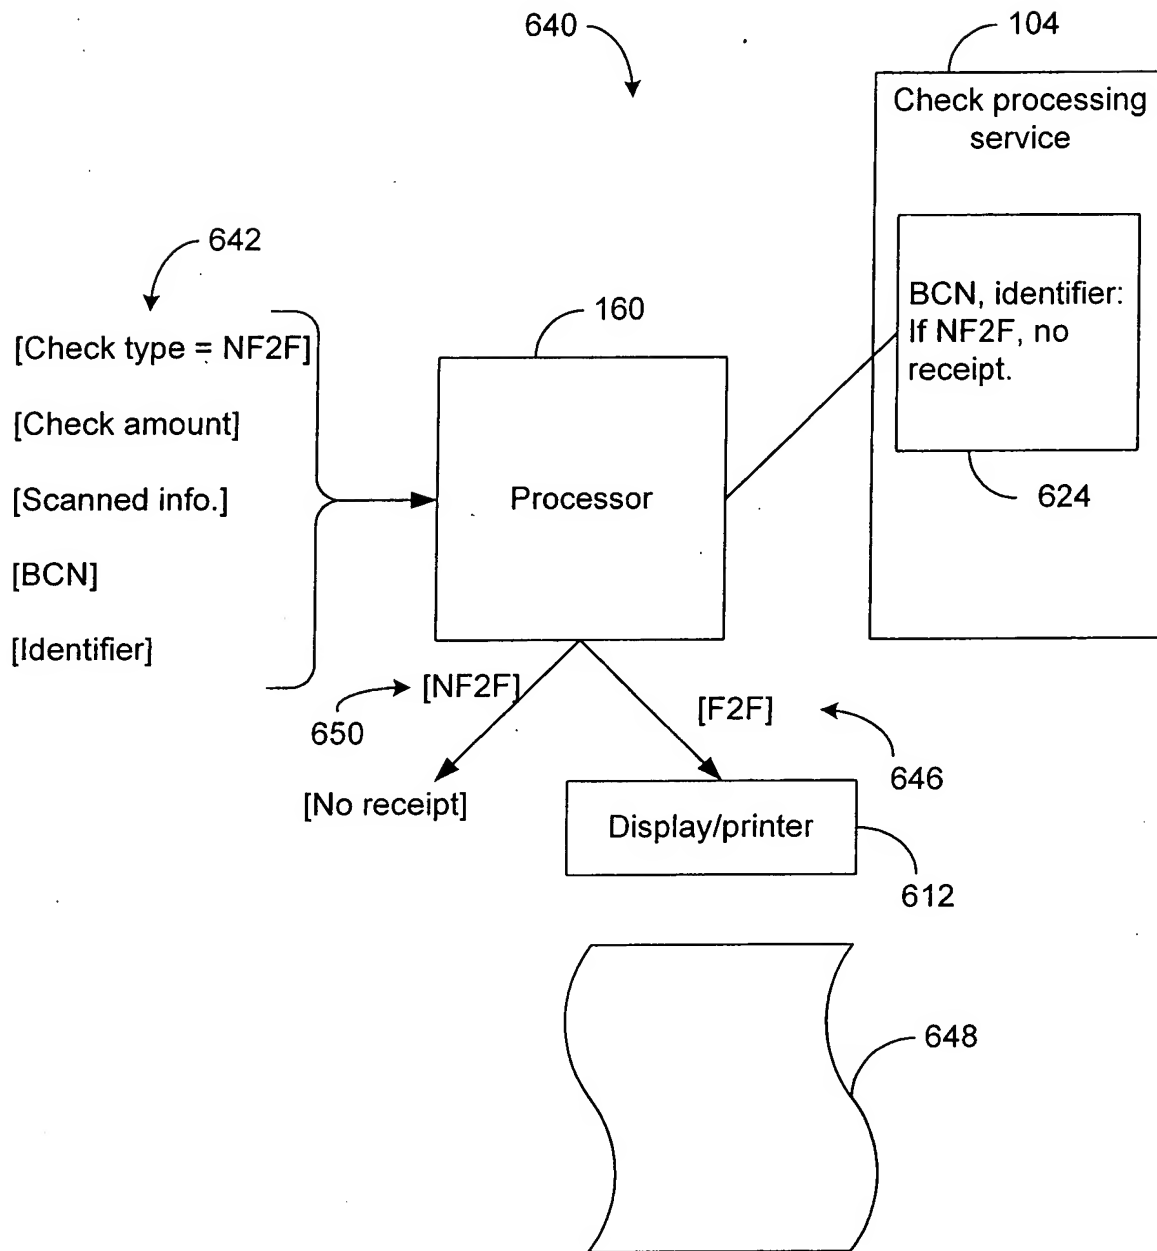 640
104
Check processing
service
642
BCN, identifier:
If NF2F, no
receipt.
160
[Check type = NF2F]
[Check amount]
[Scanned info.]
[BCN]
[Identifier]
Processor
624
[NF2F]
[F2F]
650
646
[No receipt]
Display/printer
612
648